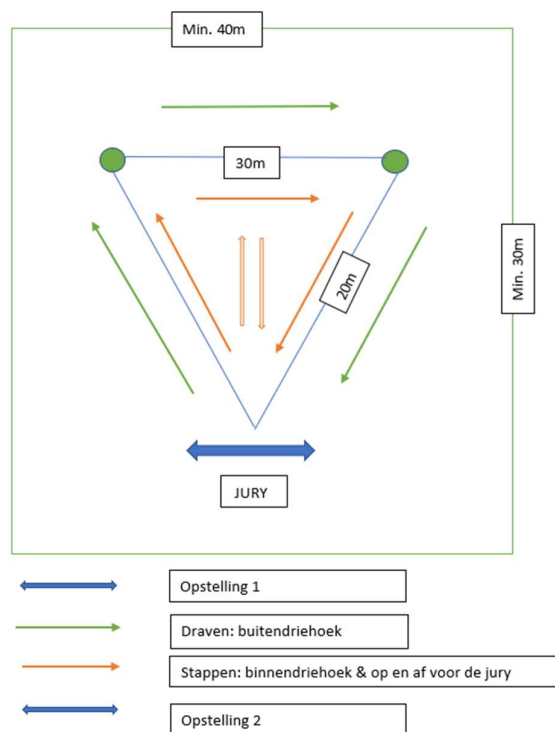 Min. 40m
30m
20m
Min. 30m
JURY
Opstelling 1
Draven: buitendriehoek
Stappen: binnendriehoek & op en af voor de jury
Opstelling 2